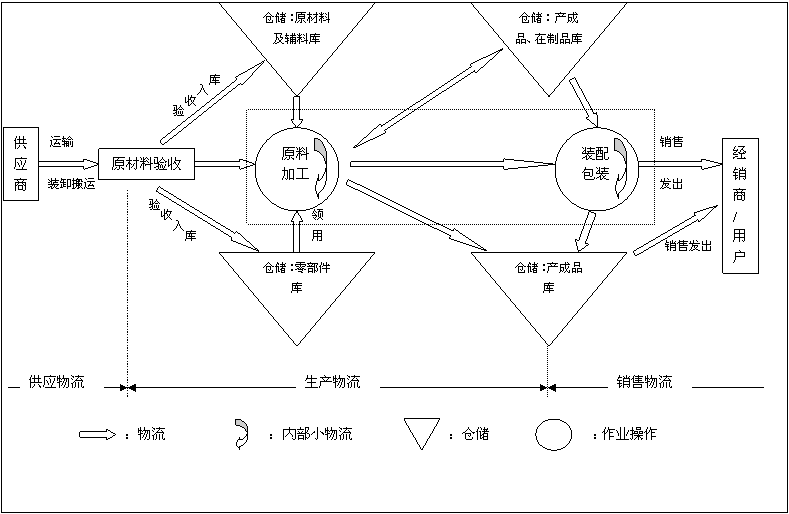 仓储：原材料
及辅料库
仓储：产成
品、在制品库
验收入库
供应商
运输
装卸搬运
原材料验收
原料
加工
装配
包装
销售
发出
经销商/用户
验收入库
领
用
销售发出
仓储：零部件
库
仓储：产成品
库
供应物流
生产物流
销售物流
：物流
：内部小物流
：仓储
：作业操作